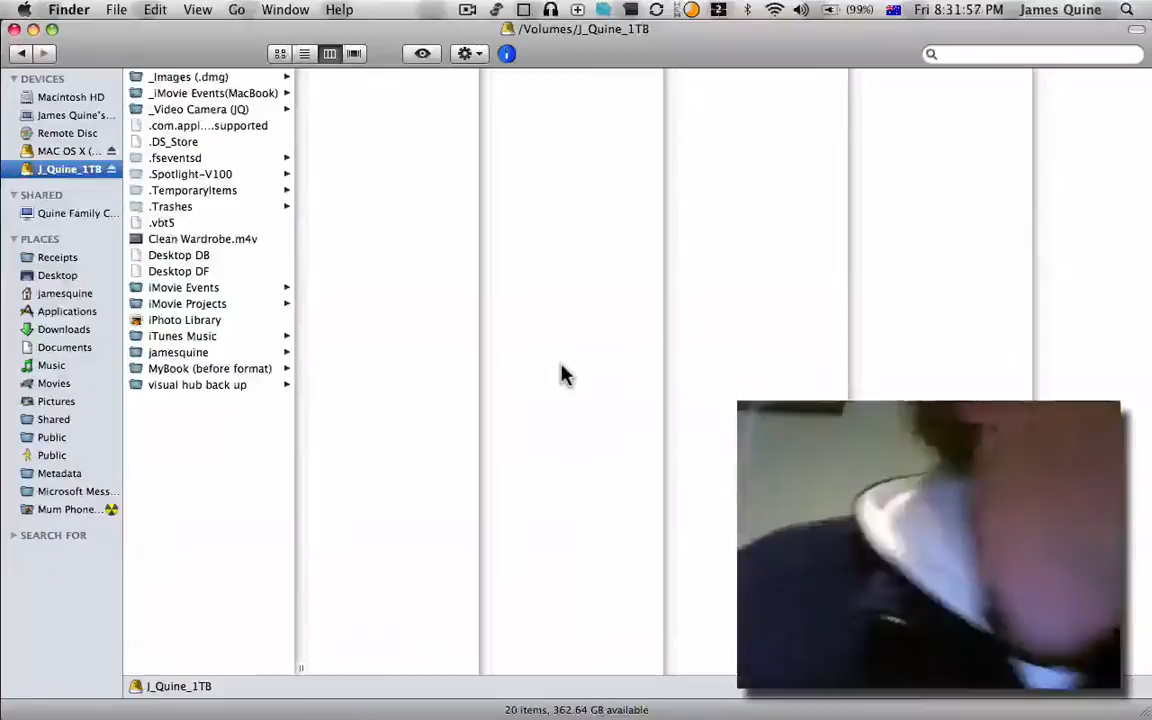 Finder File Edit View Go Window Help 2 (99%) Fri 8:31:57 PM James Quine
/Volumes/J_Quine_1TB
DEVICES
Macintosh HD
James Quine's...
Remote Disc
MAC OS X (...
J_Quine_1TB
SHARED
Quine Family C...
PLACES
Receipts
Desktop
jamesquine
Applications
Downloads
Documents
Music
Movies
Pictures
Shared
Public
Public
Metadata
Microsoft Mess...
Mum Phone...
SEARCH FOR
_Images (.dmg)
_iMovie Events(MacBook)
_Video Camera (JQ)
.com.appl....supported
.DS_Store
.fseventsd
.Spotlight-V100
.TemporaryItems
.Trashes
.vbt5
Clean Wardrobe.m4v
Desktop DB
Desktop DF
iMovie Events
iMovie Projects
iPhoto Library
iTunes Music
jamesquine
MyBook (before format)
visual hub back up
J_Quine_1TB
20 items, 362.64 GB available